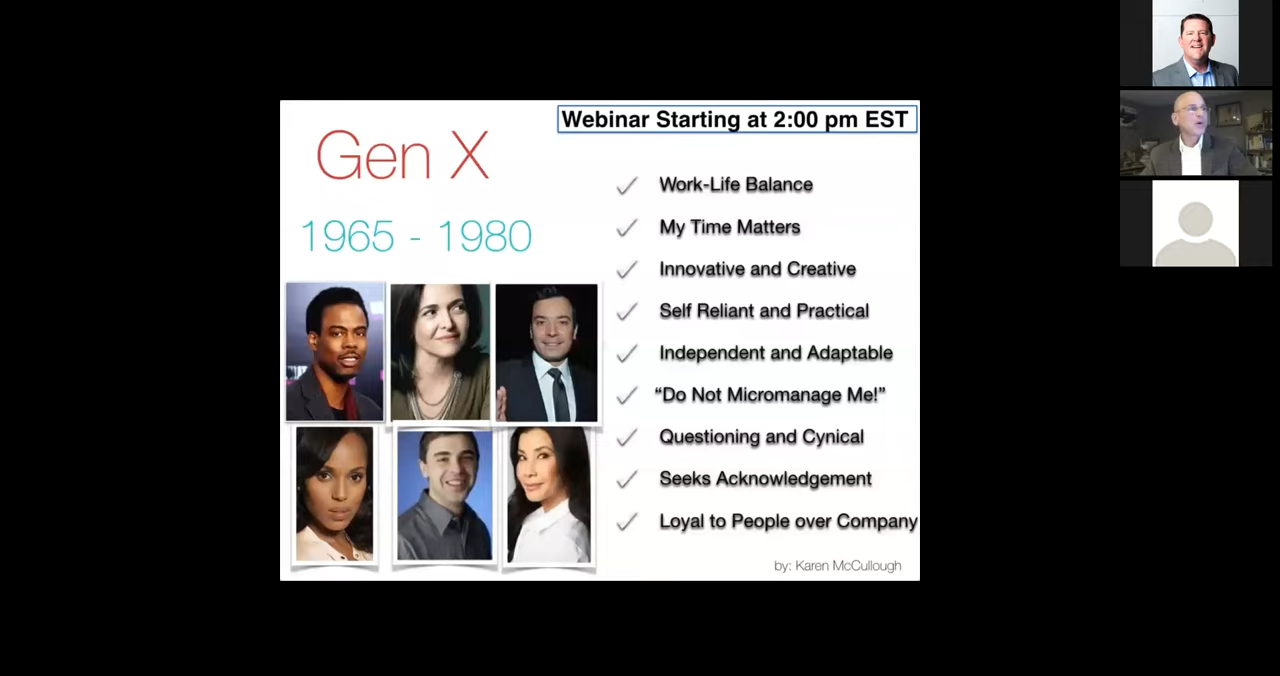 Webinar Starting at 2:00 pm EST
Gen X
1965 - 1980
Work-Life Balance
My Time Matters
Innovative and Creative
Self Reliant and Practical
Independent and Adaptable
“Do Not Micromanage Me!”
Questioning and Cynical
Seeks Acknowledgement
Loyal to People over Company
by: Karen McCullough